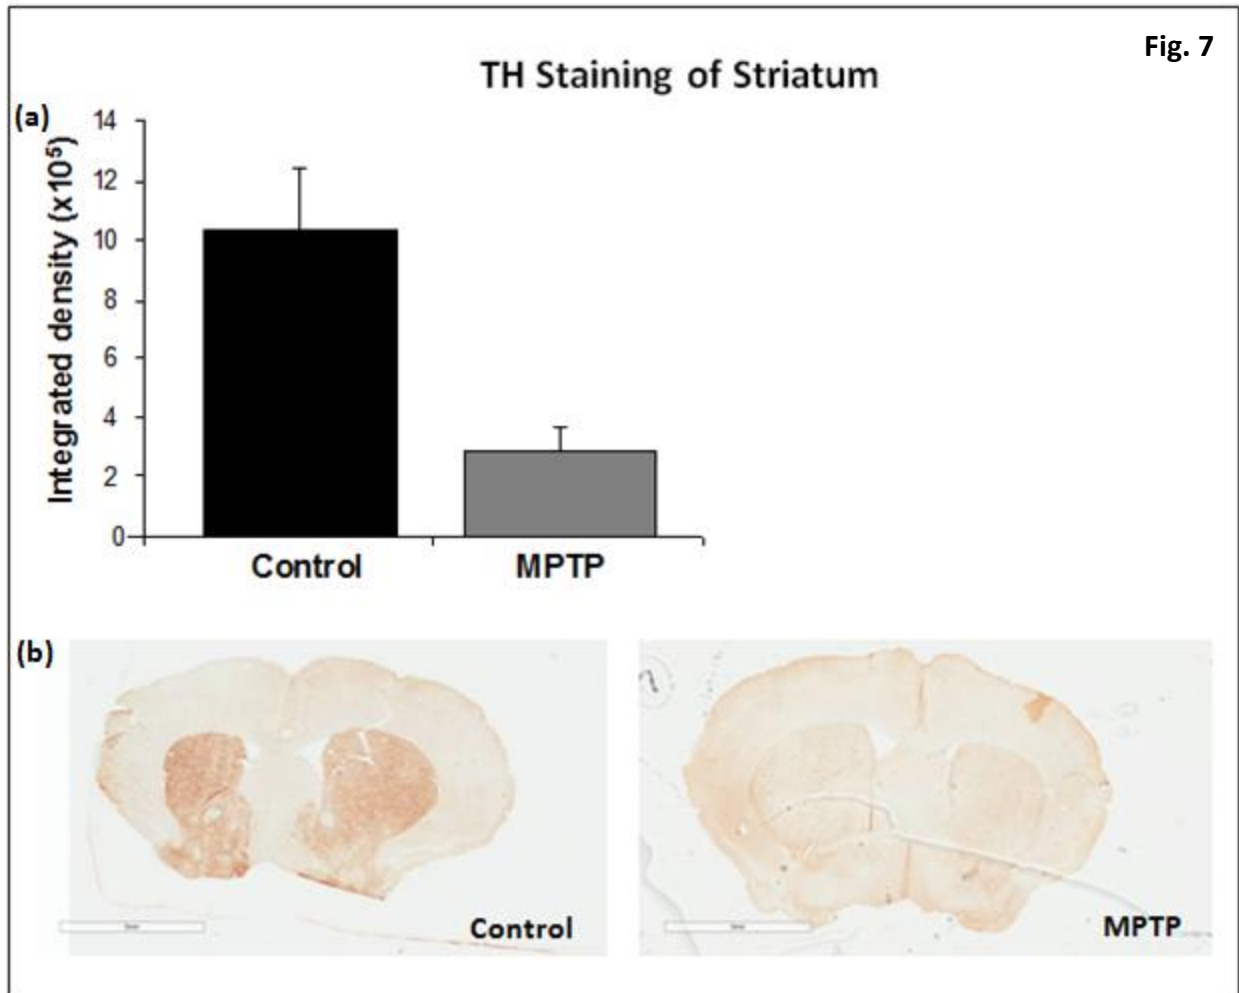 Fig. 7
TH Staining of Striatum
(a)
Integrated density (x10⁵)
14
12
10
8
6
4
2
0
Control
MPTP
(b)
Control
MPTP